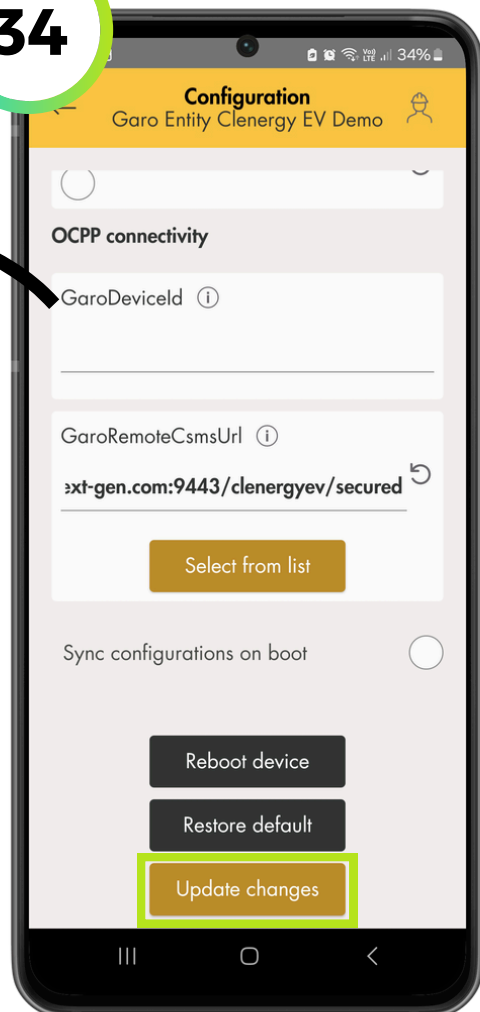 34
34%
Configuration
Garo Entity Clenergy EV Demo
OCPP connectivity
GaroDeviceId
GaroRemoteCsmsUrl
ext-gen.com:9443/clenergyev/secured
Select from list
Sync configurations on boot
Reboot device
Restore default
Update changes